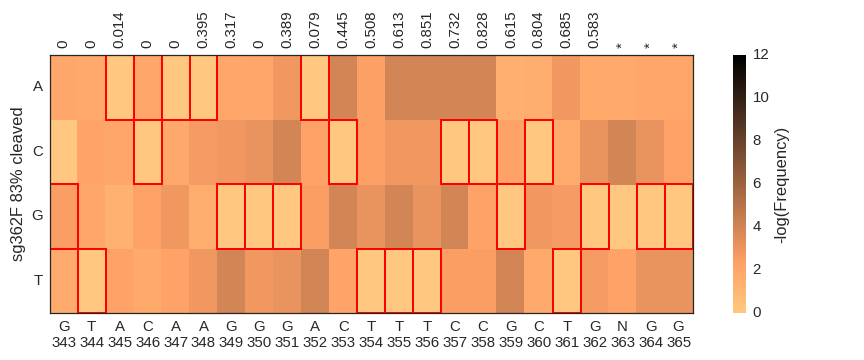 0 0 0.014 0 0 0.395 0.317 0 0.389 0.079 0.445 0.508 0.613 0.851 0.732 0.828 0.615 0.804 0.685 0.583 * * *
sg362F 83% cleaved
A
C
G
T
G T A C A A G G G A C T T T C C G C T G N G G
343 344 345 346 347 348 349 350 351 352 353 354 355 356 357 358 359 360 361 362 363 364 365
12
10
8
6
4
2
0
-log(Frequency)